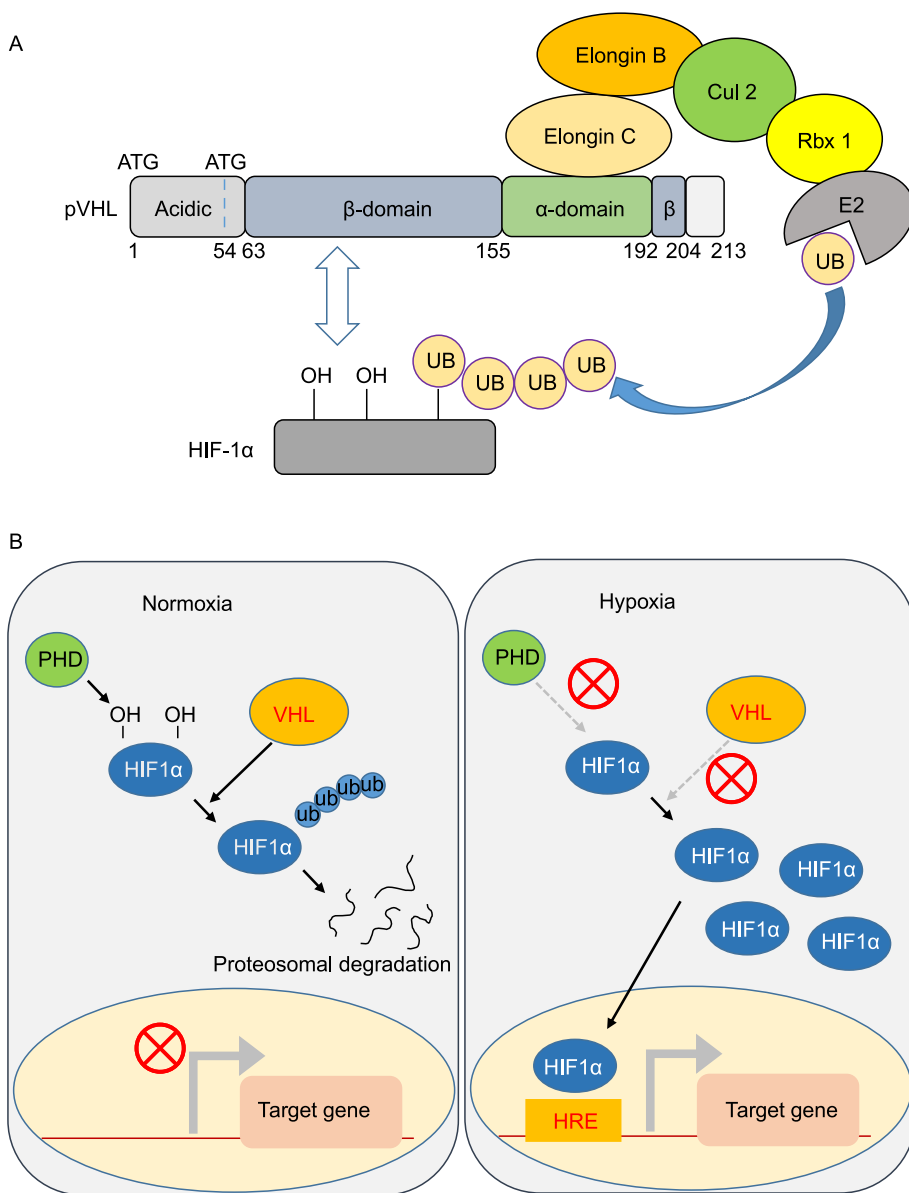 A
Elongin B
Cul 2
Elongin C
Rbx 1
ATG ATG
E2
pVHL Acidic β-domain α-domain β
UB
1 54 63 155 192 204 213
UB UB UB UB
OH OH
HIF-1α
B
Normoxia
PHD
OH OH
VHL
HIF1α
ub ub ub ub
HIF1α
Proteosomal degradation
Target gene
Hypoxia
PHD
VHL
HIF1α
HIF1α
HIF1α
HIF1α
HIF1α
HIF1α
HRE
Target gene